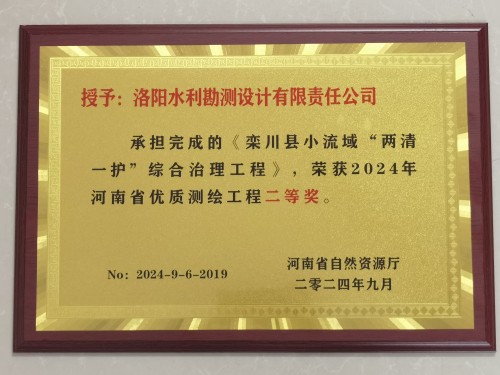 授予：洛阳水利勘测设计有限责任公司
承担完成的《栾川县小流域“两清
一护”综合治理工程》，荣获2024年
河南省优质测绘工程二等奖。
No: 2024-9-6-2019
河南省自然资源厅
二零二四年九月